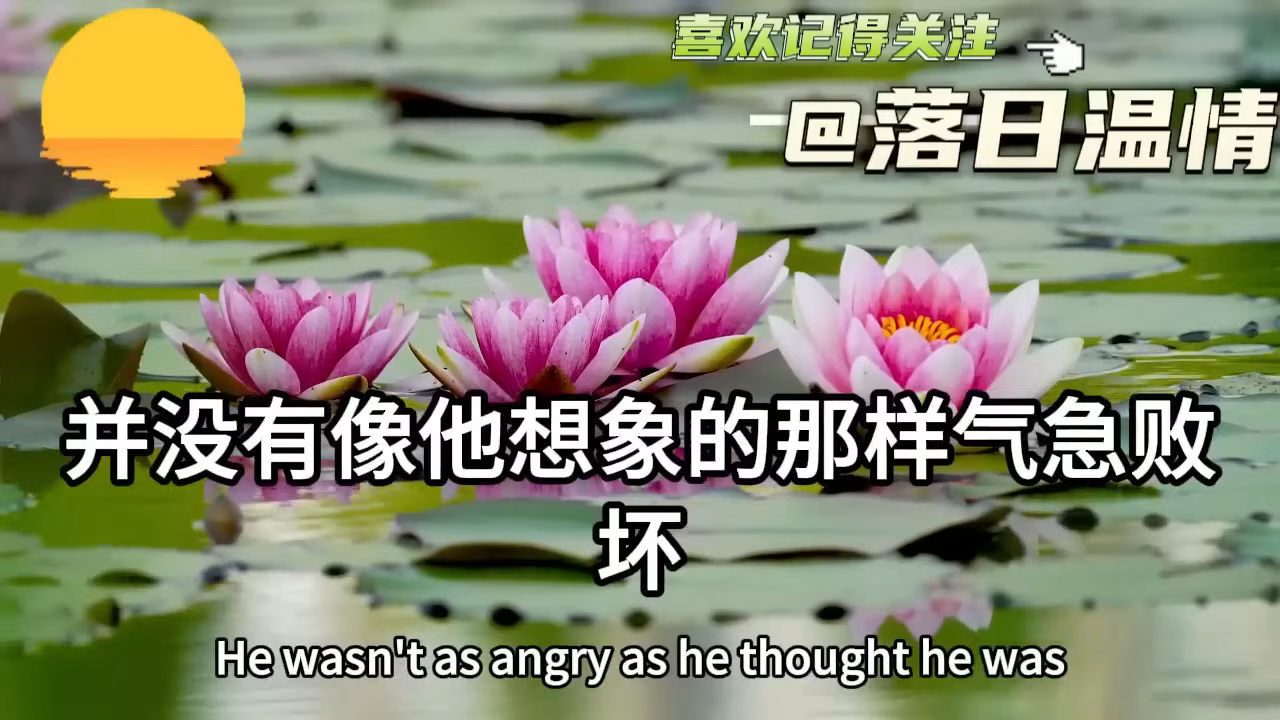 喜欢记得关注
@落日温情
并没有像他想象的那样气急败
坏
He wasn't as angry as he thought he was